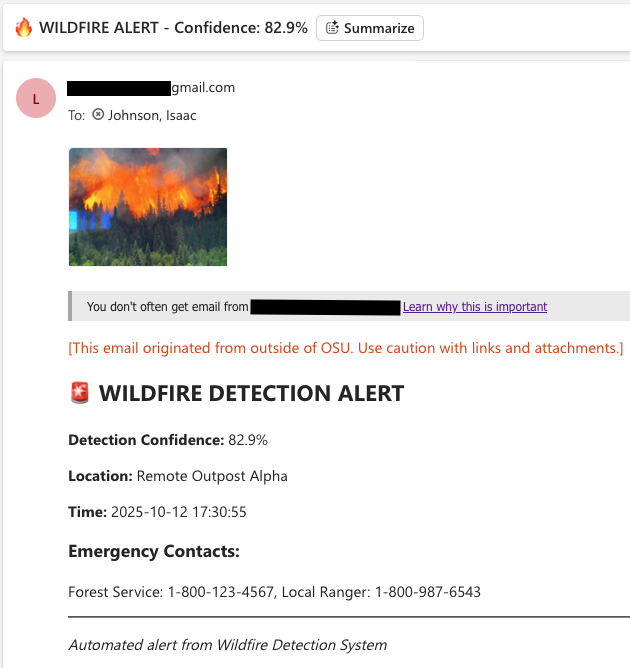 🔥 WILDFIRE ALERT - Confidence: 82.9% Summarize
L
gmail.com
To: Johnson, Isaac
You don't often get email from Learn why this is important
[This email originated from outside of OSU. Use caution with links and attachments.]
🚨 WILDFIRE DETECTION ALERT
Detection Confidence: 82.9%
Location: Remote Outpost Alpha
Time: 2025-10-12 17:30:55
Emergency Contacts:
Forest Service: 1-800-123-4567, Local Ranger: 1-800-987-6543
Automated alert from Wildfire Detection System